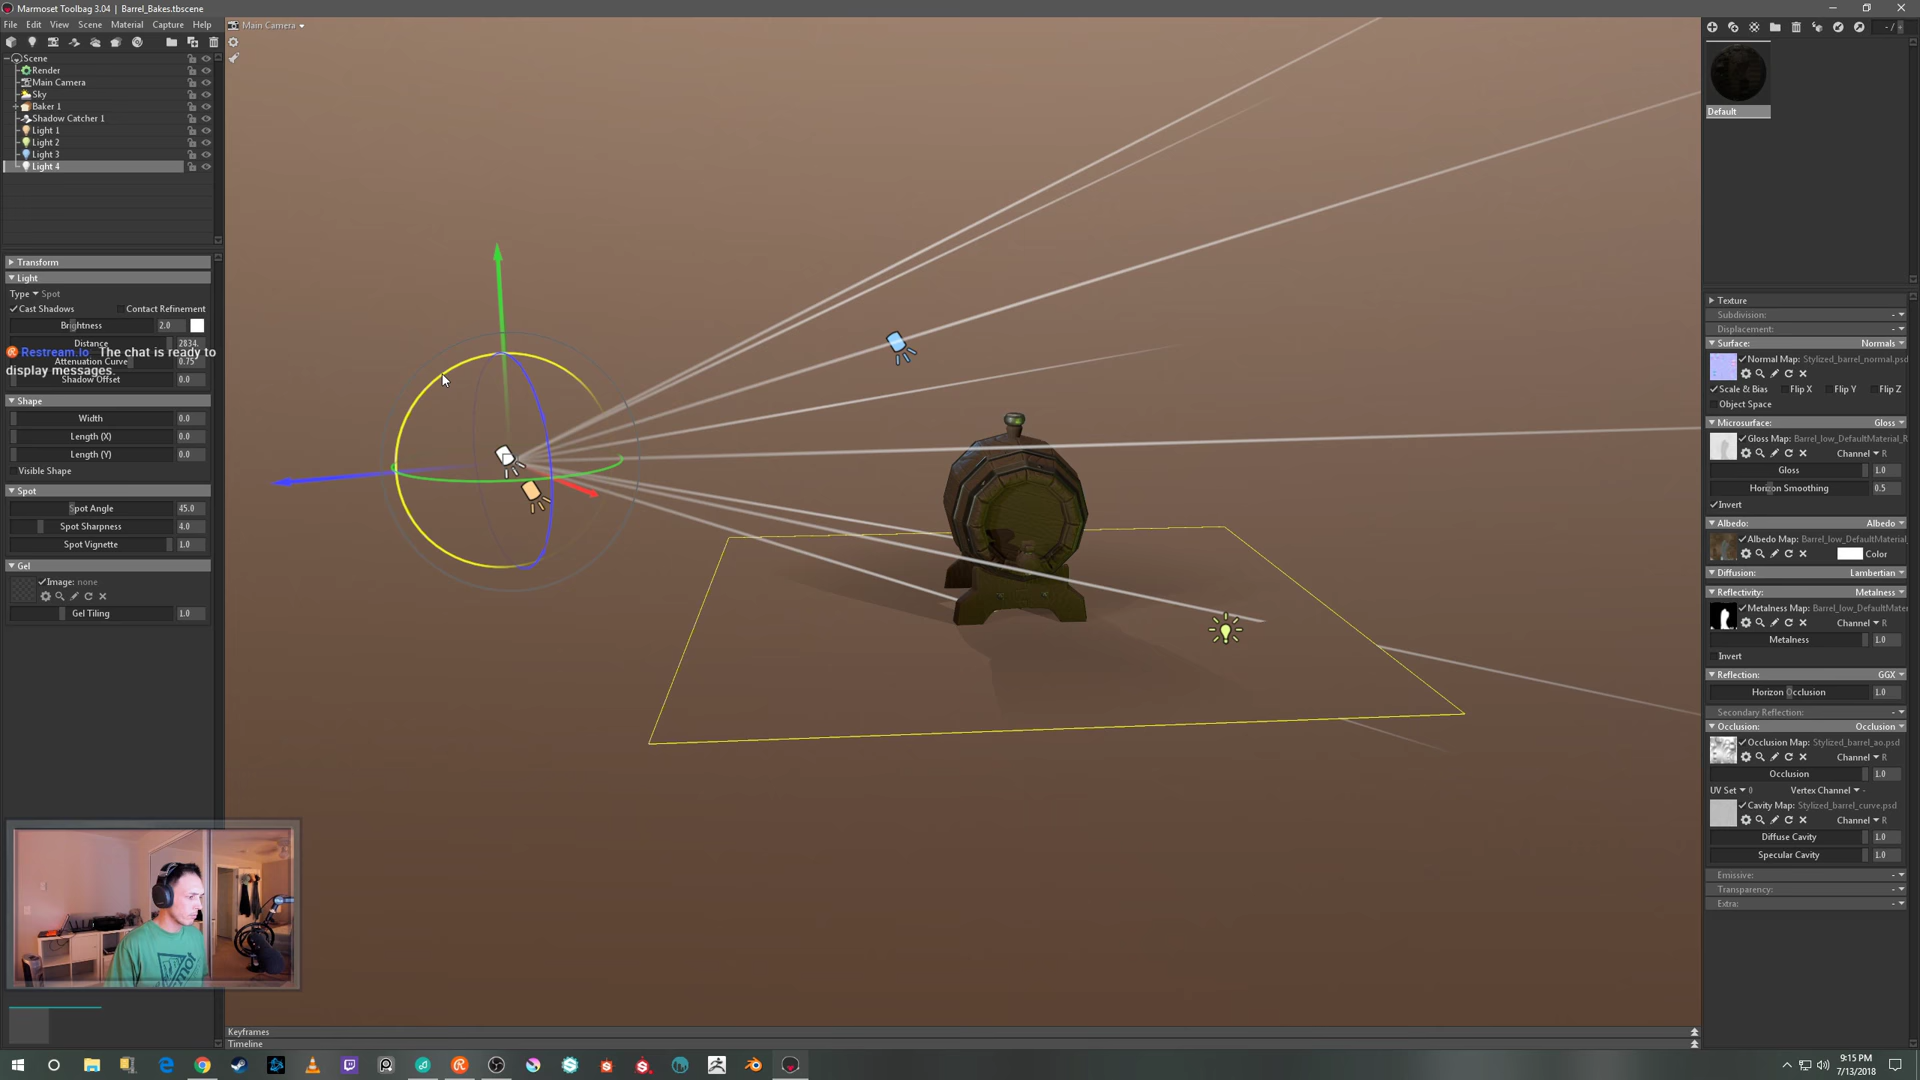 Marmoset Toolbag 3.04 | Barrel_Bakes.tbscene
File Edit View Scene Material Capture Help
Main Camera
Scene
Render
Main Camera
Sky
Baker 1
Shadow Catcher 1
Light 1
Light 2
Light 3
Light 4
Transform
Light
Type Spot
Cast Shadows Contact Refinement
Brightness 2.0
Distance 2834.
Restream.io The chat is ready to
display messages.
Attenuation Curve 0.75
Shadow Offset 0.0
Shape
Width 0.0
Length (X) 0.0
Length (Y) 0.0
Visible Shape
Spot
Spot Angle 45.0
Spot Sharpness 4.0
Spot Vignette 1.0
Gel
Image: none
Gel Tiling 1.0
Keyframes
Timeline
Default
Texture
Subdivision:
Displacement:
Surface: Normals
Normal Map: Stylized_barrel_normal.psd
Scale & Bias Flip X Flip Y Flip Z
Object Space
Microsurface: Gloss
Gloss Map: Barrel_low_DefaultMaterial_R
Channel R
Gloss 1.0
Horizon Smoothing 0.5
Invert
Albedo: Albedo
Albedo Map: Barrel_low_DefaultMaterial_
Color
Diffusion: Lambertian
Reflectivity: Metalness
Metalness Map: Barrel_low_DefaultMater
Channel R
Metalness 1.0
Invert
Reflection: GGX
Horizon Occlusion 1.0
Secondary Reflection:
Occlusion: Occlusion
Occlusion Map: Stylized_barrel_ao.psd
Channel R
Occlusion 1.0
UV Set 0 Vertex Channel -
Cavity Map: Stylized_barrel_curve.psd
Channel R
Diffuse Cavity 1.0
Specular Cavity 1.0
Emissive:
Transparency:
Extra:
9:15 PM
7/13/2018